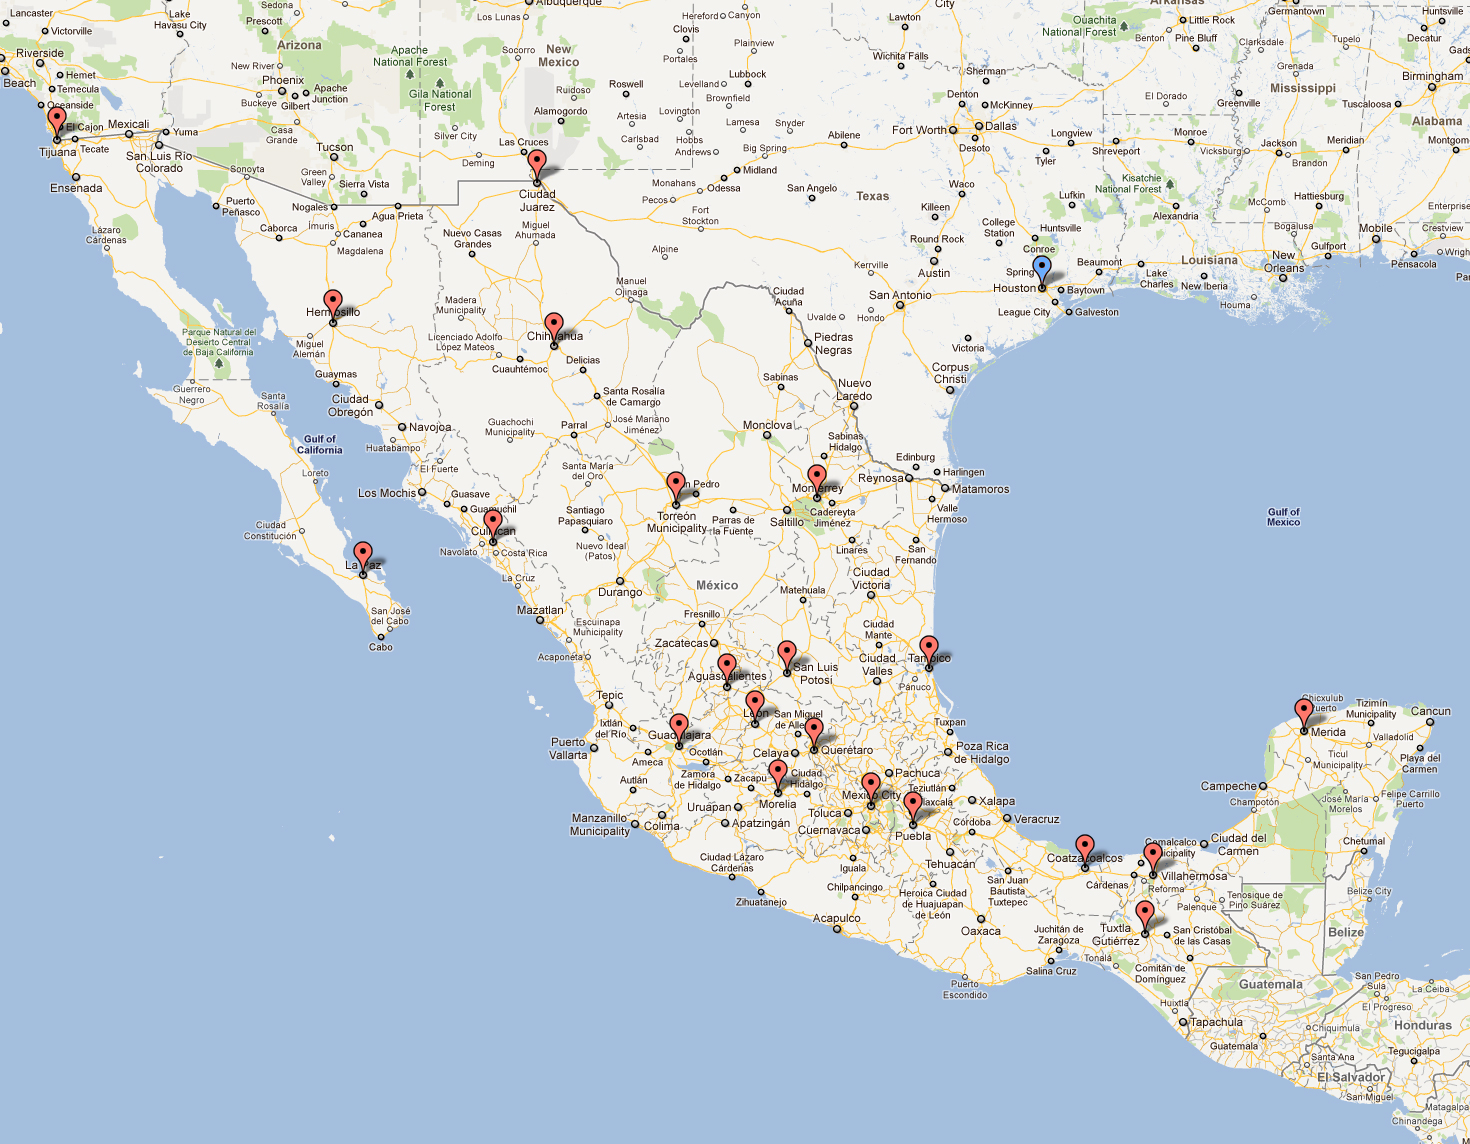 Lancaster
Lake
Havasu City
Sedona
Prescott
Albuquerque
Los Lunas
Hereford
Canyon
Clovis
Lawton
City
Ouachita
National Forest
Arkansas
Little Rock
Benton
Pine Bluff
Germantown
Huntsville
Decatur
Clarksdale
Tupelo
Victorville
Riverside
Beach
Hemet
Temecula
Oceanside
Arizona
New River
Phoenix
Buckeye
Gilbert
Apache
Junction
Casa
Grande
Apache
National Forest
Gila National
Forest
Socorro
New
Mexico
Ruidoso
Alamogordo
Roswell
Artesia
Carlsbad
Portales
Plainview
Lubbock
Levelland
Brownfield
Lovington
Hobbs
Andrews
Lamesa
Snyder
Big Spring
Abilene
Wichita Falls
Sherman
Denton
McKinney
Fort Worth
Dallas
Desoto
Longview
Tyler
El Dorado
Monroe
Shreveport
Greenville
Grenada
Mississippi
Vicksburg
Jackson
Brandon
Meridian
Birmingham
Tuscaloosa
Alabama
El Cajon
Tijuana
Tecate
Mexicali
Yuma
San Luis Río
Colorado
Ensenada
Tucson
Green
Valley
Sierra Vista
Sonoyta
Nogales
Silver City
Deming
Las Cruces
Ciudad
Juarez
Monahans
Odessa
Midland
Pecos
Fort
Stockton
San Angelo
Texas
Waco
Killeen
College
Station
Lufkin
Kisatchie
National Forest
Alexandria
McComb
Hattiesburg
Bogalusa
Enterprise
Crestview
Mobile
Gulfport
Pensacola
Puerto
Peñasco
Caborca
Imuris
Cananea
Magdalena
Agua Prieta
Nuevo Casas
Grandes
Miguel
Ahumada
Alpine
Round Rock
Austin
Kerrville
Huntsville
Conroe
Spring
Houston
Beaumont
Baytown
League City
Galveston
Lake
Charles
Louisiana
New Iberia
New
Orleans
Houma
Lázaro
Cárdenas
Manuel
Ojinaga
Ciudad
Acuña
Uvalde
Hondo
San Antonio
Hermosillo
Madera
Municipality
Chihuahua
Licenciado Adolfo
López Mateos
Cuauhtémoc
Delicias
Piedras
Negras
Victoria
Parque Natural del
Desierto Central
de Baja California
Miguel
Alemán
Guaymas
Guerrero
Negro
Santa
Rosalía
Ciudad
Obregón
Navojoa
Huatabampo
Gulf of
California
Santa Rosalía
de Camargo
José Mariano
Jiménez
Guachochi
Municipality
Parral
Sabinas
Nuevo
Laredo
Corpus
Christi
Monclova
Sabinas
Hidalgo
Edinburg
Harlingen
Reynosa
Matamoros
El Fuerte
Loreto
Los Mochis
Guasave
Guamuchil
Culiacan
Navolato
Costa Rica
Santa María
del Oro
Santiago
Papasquiaro
Nuevo Ideal
(Patos)
Torreón
Municipality
Parras de
la Fuente
Saltillo
Monterrey
Cadereyta
Jiménez
Linares
Valle
Hermoso
San
Fernando
Gulf of
Mexico
Ciudad
Constitución
La Paz
La Cruz
Durango
México
Matehuala
Ciudad
Victoria
San José
del Cabo
Cabo
Mazatlan
Escuinapa
Municipality
Acaponéta
Fresnillo
Zacatecas
Ciudad
Mante
Ciudad
Valles
Tampico
Pánuco
Aguascalientes
San Luis
Potosí
Tepic
Ixtlán
del Río
León
San Miguel
Guadalajara
Ocotlán
Ameca
Puerto
Vallarta
Celaya
Querétaro
Tuxpan
Poza Rica
de Hidalgo
Autlán
Zamora
de Hidalgo
Zacapu
Ciudad
Hidalgo
Morelia
Pachuca
Mexico City
Teziutlán
Xalapa
Veracruz
Manzanillo
Municipality
Colima
Uruapan
Apatzingán
Toluca
Cuernavaca
Puebla
Córdoba
Tehuacán
Ciudad Lázaro
Cárdenas
Iguala
Zihuatanejo
Chilpancingo
Acapulco
Heroica Ciudad
de Huajuapan
de León
San Juan
Bautista
Tuxtepec
Oaxaca
Puerto
Escondido
Coatzacoalcos
Cárdenas
Villahermosa
Reforma
Ciudad del
Carmen
Palenque
Tenosique de
Pino Suárez
Juchitán de
Zaragoza
Salina Cruz
Tuxtla
Gutiérrez
San Cristóbal
de las Casas
Tonalá
Comitán de
Domínguez
Huixtla
Tapachula
Merida
Tizimín
Municipality
Cancun
Valladolid
Ticul
Municipality
Playa del
Carmen
Campeche
Champotón
José María
Morelos
Felipe Carrillo
Puerto
Chetumal
Belize City
Belize
Guatemala
Guatemala
San Pedro
Sula
La Ceiba
El Progreso
Chiquimula
Honduras
Tegucigalpa
Santa Ana
El Salvador
San Miguel
Matagalpa
Chinandega